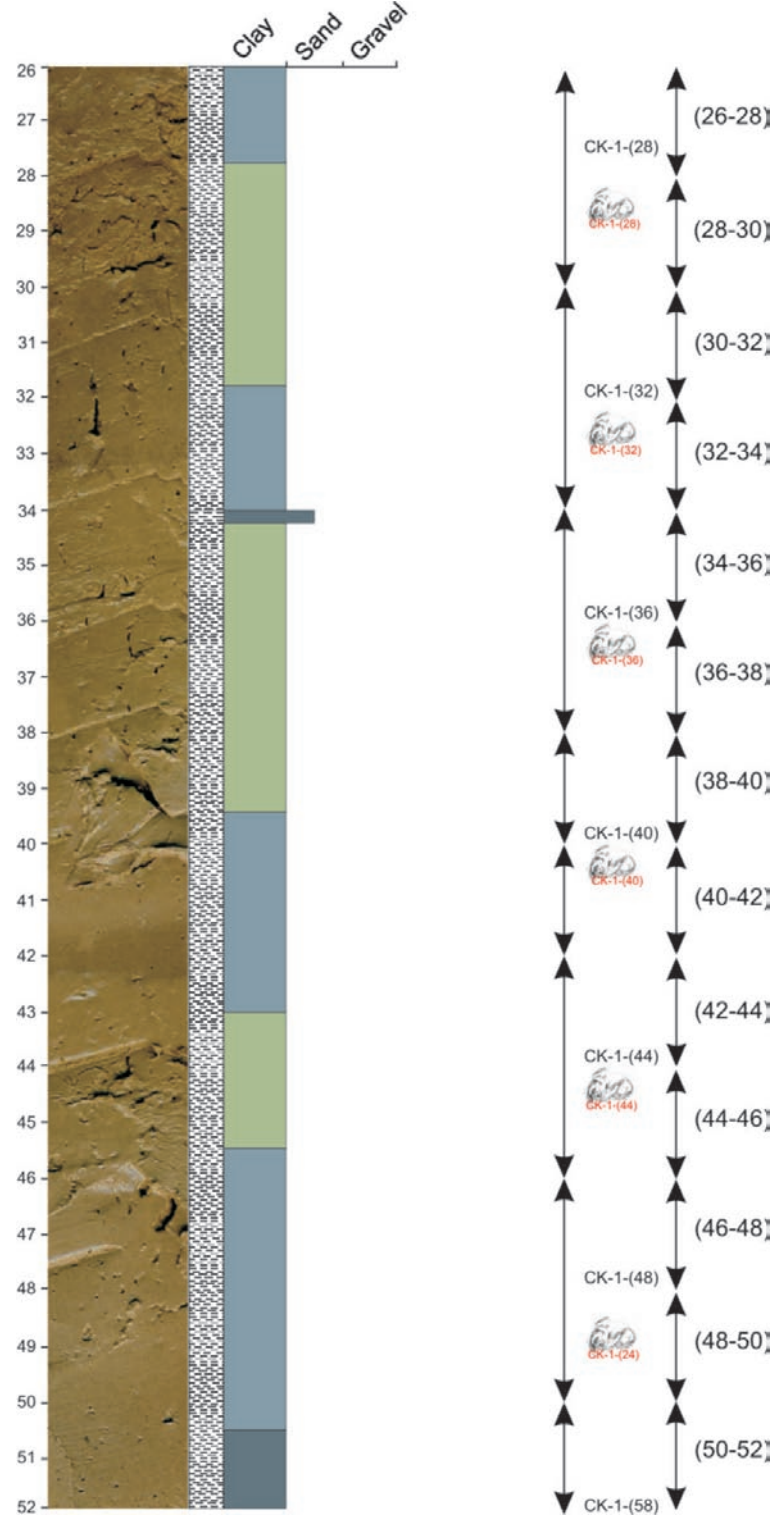 Clay Sand Gravel
26
27
28
29
30
31
32
33
34
35
36
37
38
39
40
41
42
43
44
45
46
47
48
49
50
51
52
CK-1-(28)
CK-1-(28)
CK-1-(32)
CK-1-(32)
CK-1-(36)
CK-1-(36)
CK-1-(40)
CK-1-(40)
CK-1-(44)
CK-1-(44)
CK-1-(48)
CK-1-(24)
CK-1-(58)
(26-28)
(28-30)
(30-32)
(32-34)
(34-36)
(36-38)
(38-40)
(40-42)
(42-44)
(44-46)
(46-48)
(48-50)
(50-52)